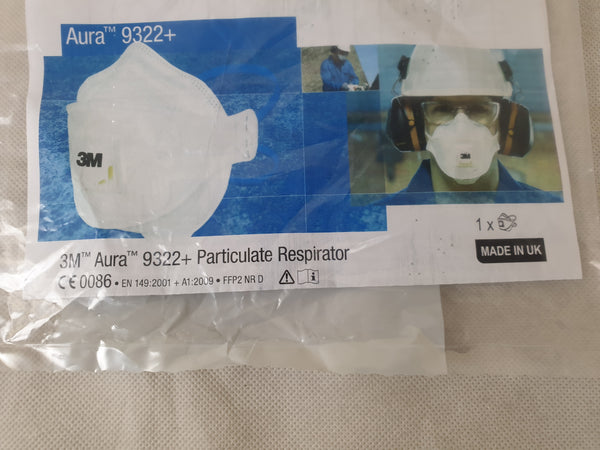 Aura™ 9322+
3M
3M
1 x
3M™ Aura™ 9322+ Particulate Respirator
MADE IN UK
CE 0086 • EN 149:2001 + A1:2009 • FFP2 NR D